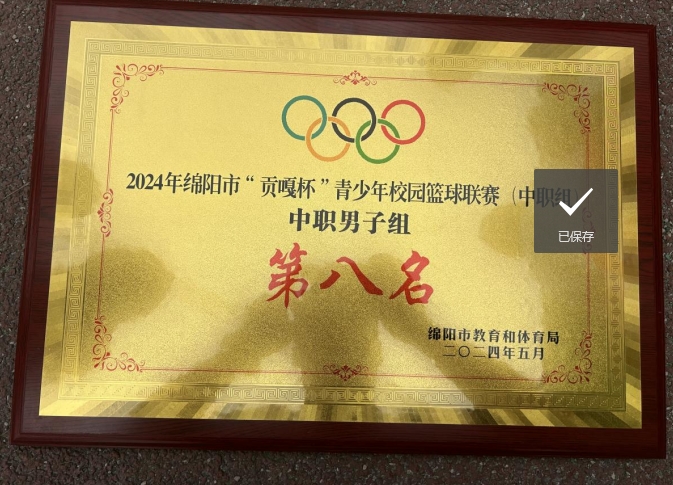 2024年绵阳市“贡嘎杯”青少年校园篮球联赛（中职组）
中职男子组
第八名
绵阳市教育和体育局
二〇二四年五月
已保存